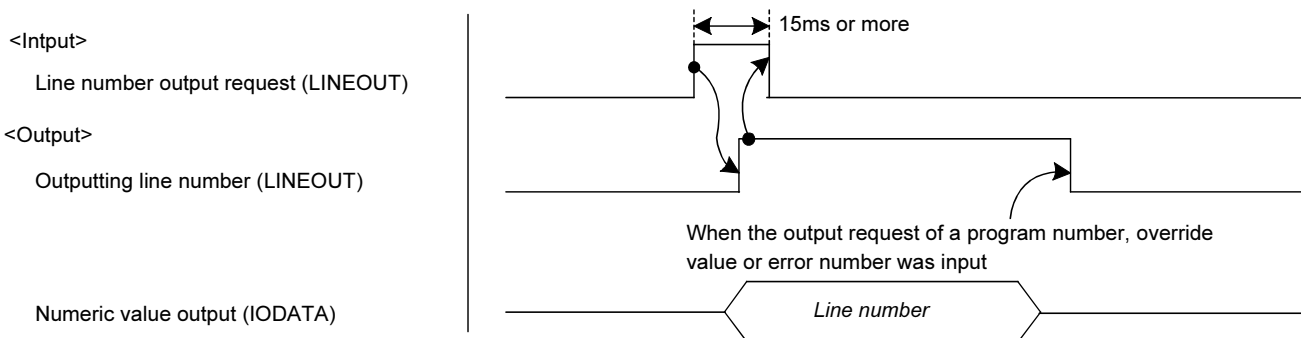 15ms or more
<Intput>
Line number output request (LINEOUT)
<Output>
Outputting line number (LINEOUT)
When the output request of a program number, override
value or error number was input
Numeric value output (IODATA)
Line number